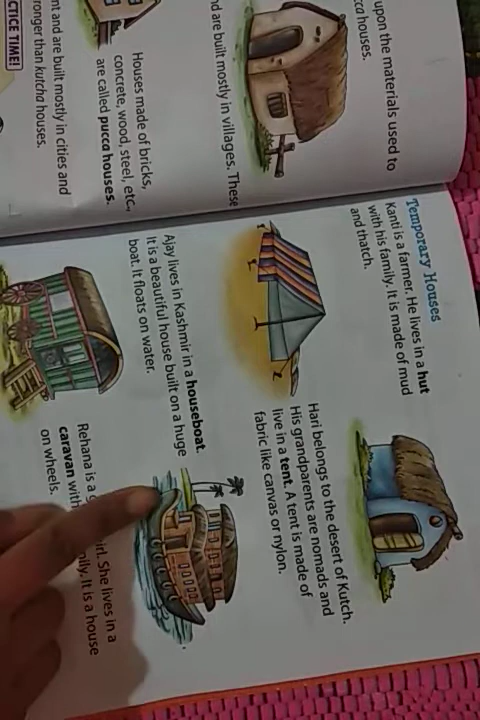 upon the materials used to
houses.
nd are built mostly in villages. These
Houses made of bricks,
concrete, wood, steel, etc.,
are called pucca houses.
nt and are built mostly in cities and
ronger than kutcha houses.
CTICE TIME!
Temporary Houses
Kanti is a farmer. He lives in a hut
with his family. It is made of mud
and thatch.
Hari belongs to the desert of Kutch.
His grandparents are nomads and
live in a tent. A tent is made of
fabric like canvas or nylon.
Ajay lives in Kashmir in a houseboat.
It is a beautiful house built on a huge
boat. It floats on water.
Rehana is a g irl. She lives in a
caravan with ily. It is a house
on wheels.